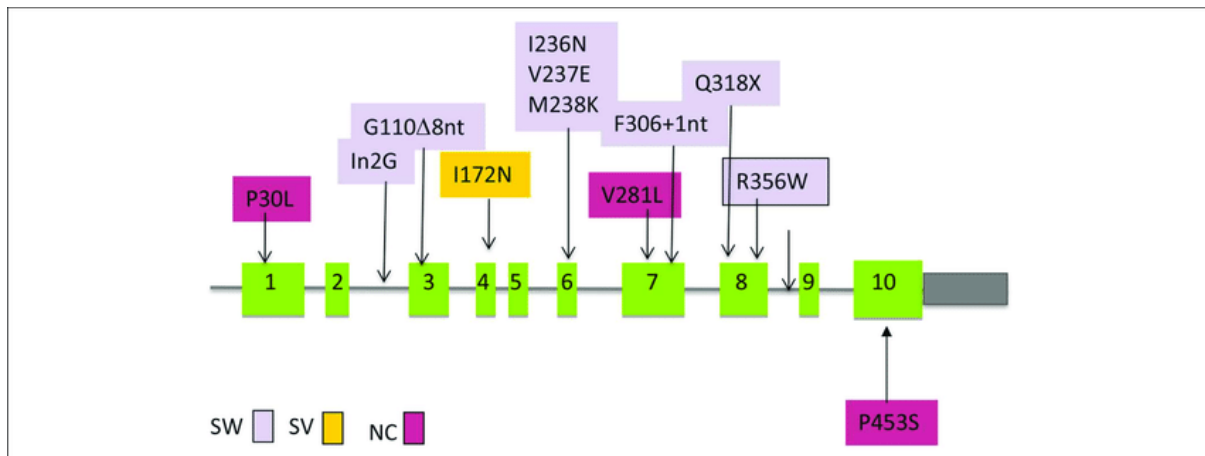 I236N
V237E
M238K
Q318X
G110Δ8nt
F306+1nt
In2G
I172N
R356W
P30L
V281L
1 2 3 4 5 6 7 8 9 10
SW SV NC
P453S